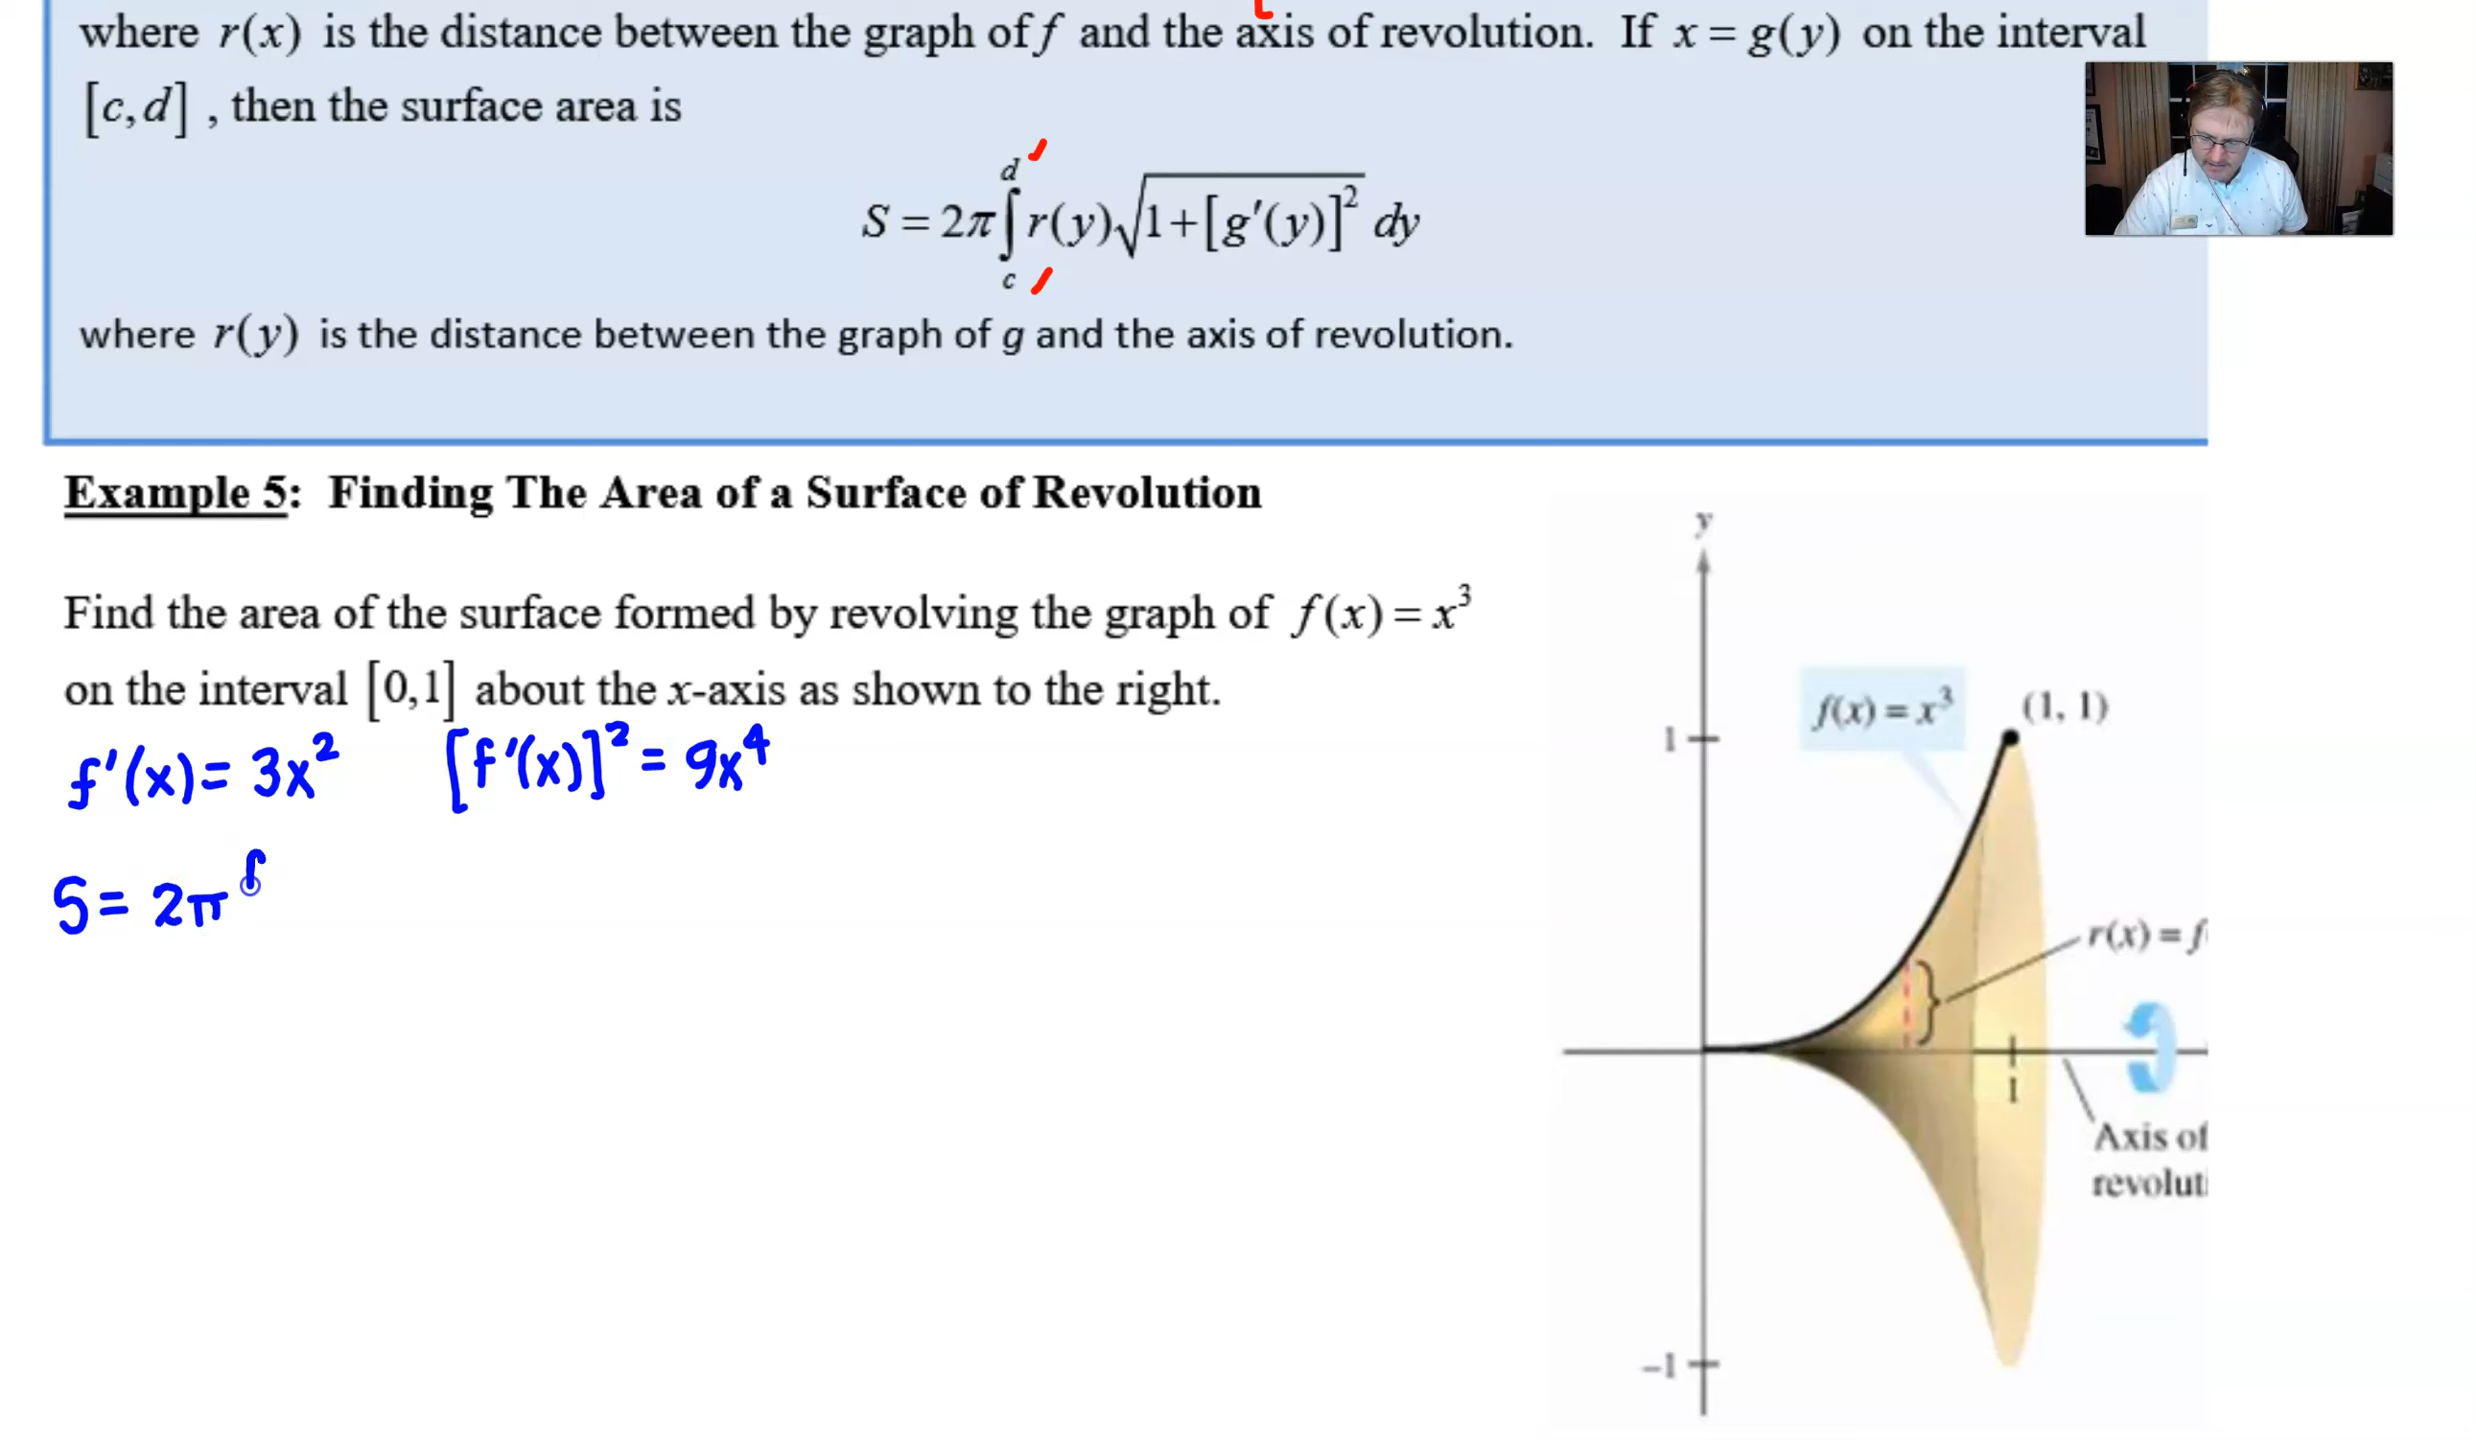 where r(x) is the distance between the graph of f and the axis of revolution. If x = g(y) on the interval
[c,d] , then the surface area is
S = 2π∫_c^d r(y)√(1+[g′(y)]²) dy
where r(y) is the distance between the graph of g and the axis of revolution.
Example 5: Finding The Area of a Surface of Revolution
Find the area of the surface formed by revolving the graph of f(x) = x³
on the interval [0,1] about the x-axis as shown to the right.
f'(x) = 3x² [f'(x)]² = 9x⁴
S = 2π ∫
y
f(x) = x³ (1, 1)
1
r(x) = f
1
Axis of
–1